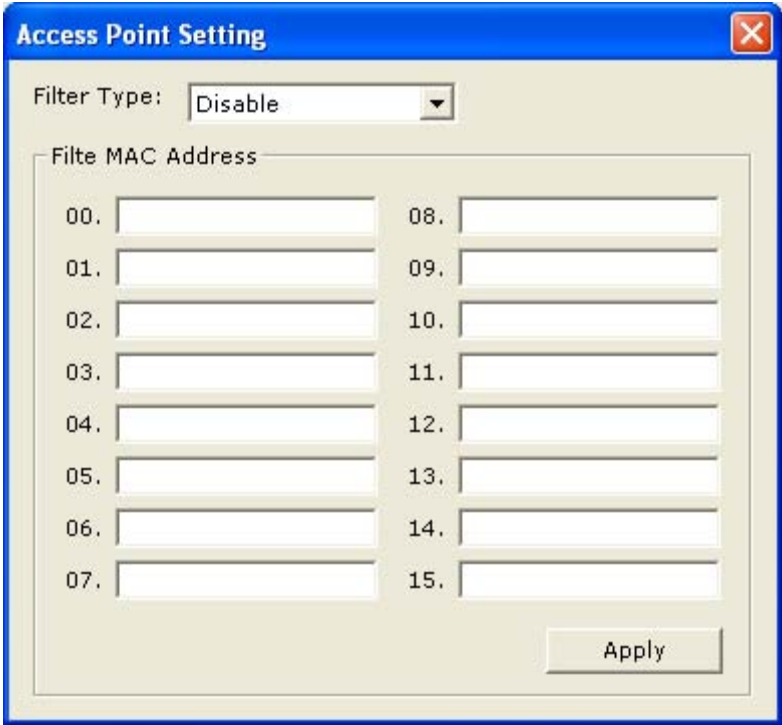 Access Point Setting
Filter Type: Disable
Filte MAC Address
00. 08.
01. 09.
02. 10.
03. 11.
04. 12.
05. 13.
06. 14.
07. 15.
Apply